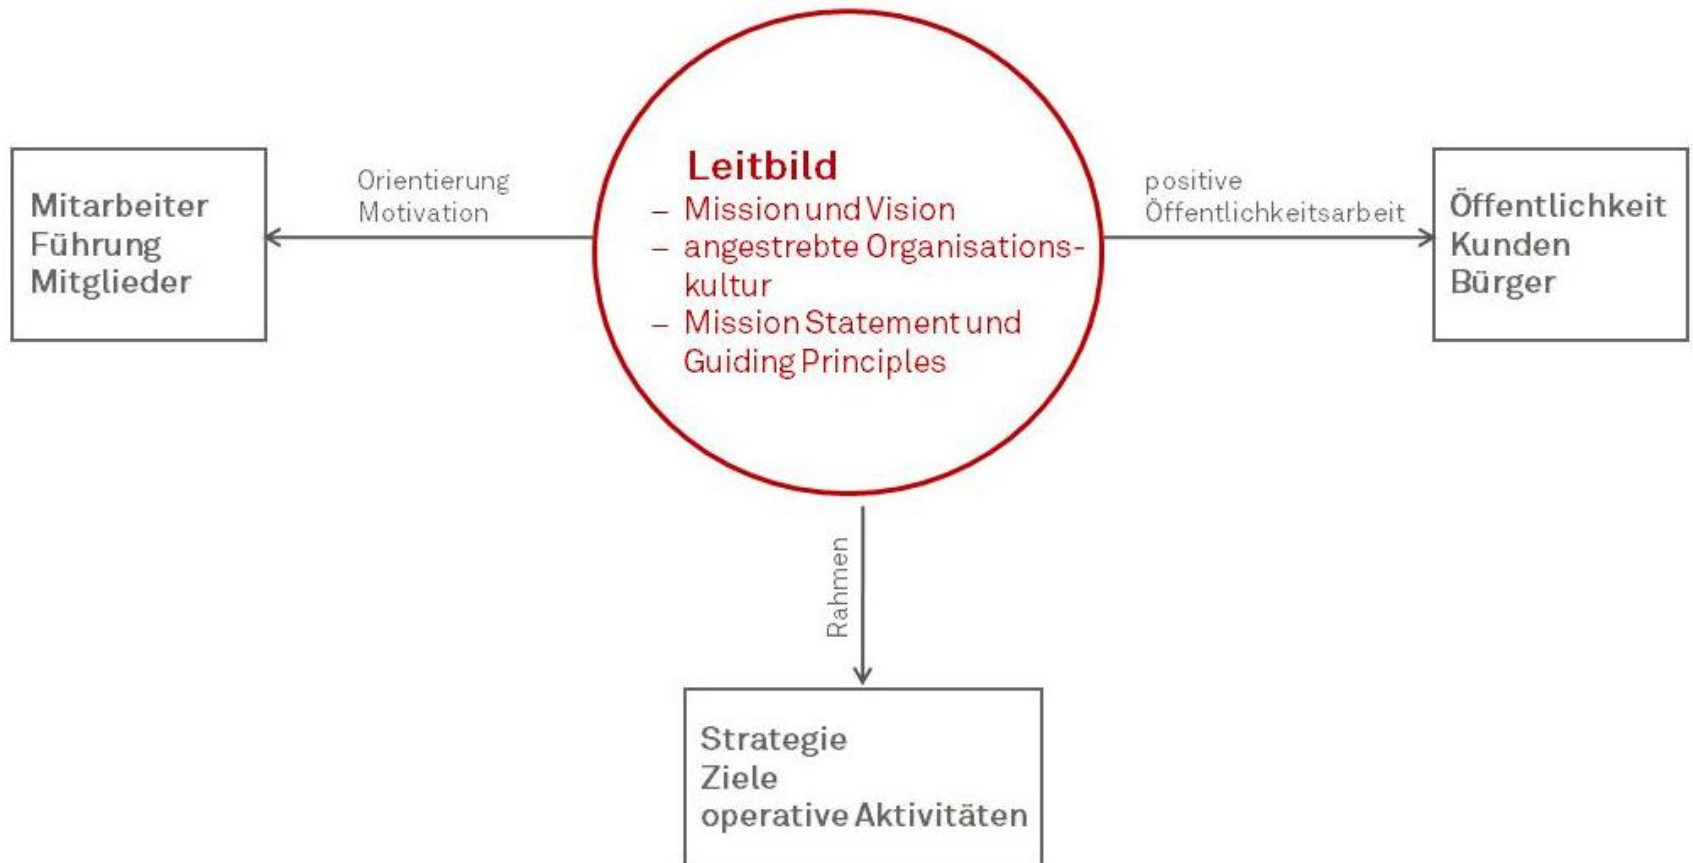 Leitbild
– Mission und Vision
– angestrebte Organisations-
kultur
– Mission Statement und
Guiding Principles
Orientierung
Motivation
Mitarbeiter
Führung
Mitglieder
positive
Öffentlichkeitsarbeit
Öffentlichkeit
Kunden
Bürger
Rahmen
Strategie
Ziele
operative Aktivitäten